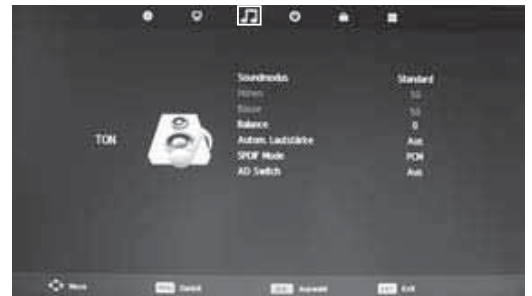 Soundmodus Standard
Höhen 50
Bässe 50
Balance 0
TON
Autom. Lautstärke Aus
SPDIF Mode PCM
AD Switch Aus
Move Zurück Auswahl Exit